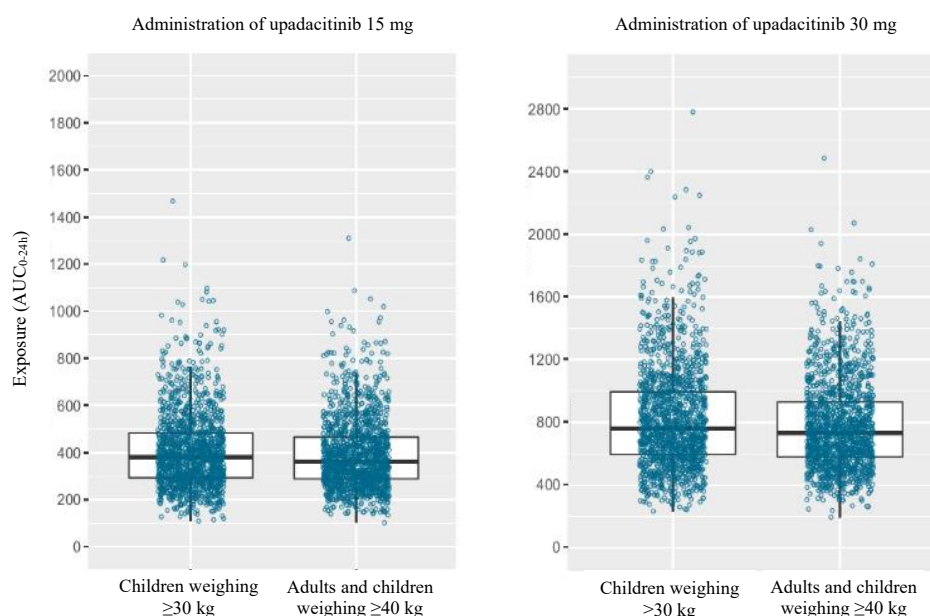 Administration of upadacitinib 15 mg
Administration of upadacitinib 30 mg
Exposure (AUC0-24h)
2000
1800
1600
1400
1200
1000
800
600
400
200
0
2800
2400
2000
1600
1200
800
400
0
Children weighing
≥30 kg
Adults and children
weighing ≥40 kg
Children weighing
≥30 kg
Adults and children
weighing ≥40 kg